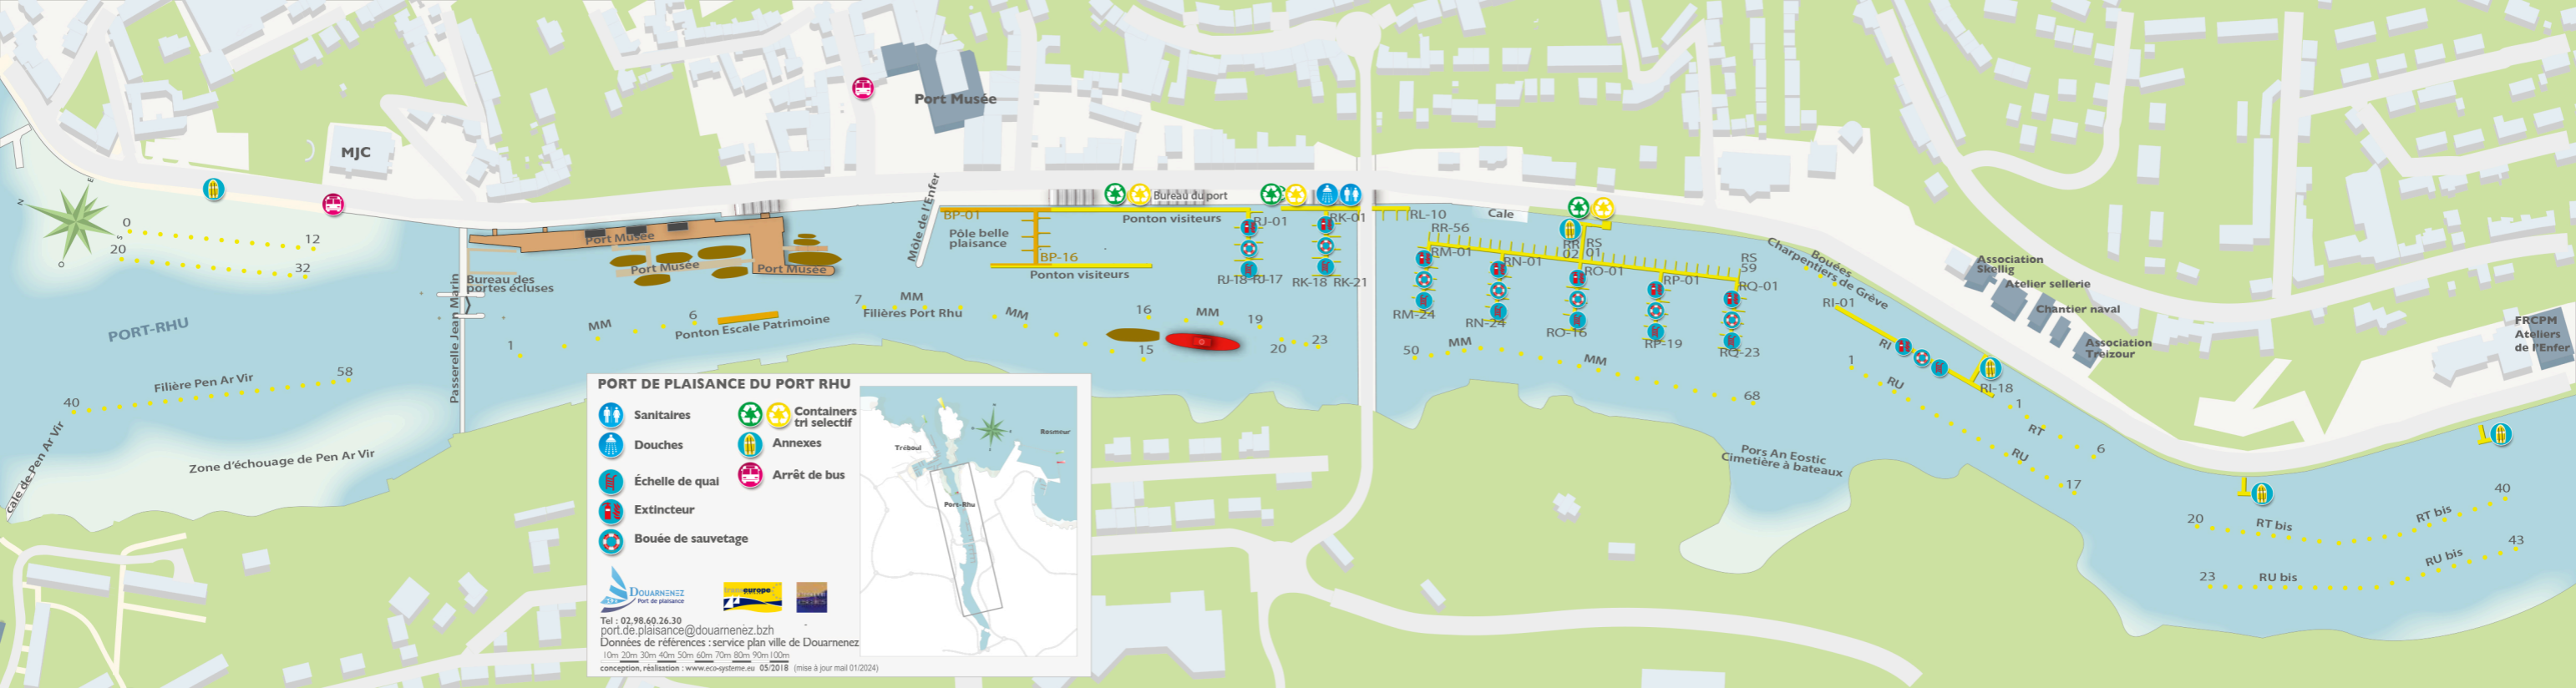 Port Musée
MJC
N
E
S
O
0
12
20
32
PORT-RHU
Filière Pen Ar Vir
58
40
Cale de Pen Ar Vir
Zone d'échouage de Pen Ar Vir
Passerelle Jean Marin
Bureau des
portes écluses
Port Musée
Port Musée
Port Musée
1
MM
6
Ponton Escale Patrimoine
7
MM
Filières Port Rhu
MM
16
15
MM
19
20
23
Môle de l'Enfer
BP-01
Pôle belle
plaisance
BP-16
Ponton visiteurs
Ponton visiteurs
Bureau du port
RJ-01
RJ-18
RJ-17
RK-01
RK-18
RK-21
RL-10
Cale
RR-56
RM-01
RM-24
RN-01
RN-24
RR
02
RS
01
RO-01
RO-16
RP-01
RP-19
RS
59
RQ-01
RQ-23
50
MM
MM
68
Bouées
Charpentiers de Grève
RI-01
RI
RI-18
1
RU
RU
17
1
RT
6
Pors An Eostic
Cimetière à bateaux
Association
Skellig
Atelier sellerie
Chantier naval
Association
Treizour
FRCPM
Ateliers
de l'Enfer
20
RT bis
RT bis
40
23
RU bis
RU bis
43
PORT DE PLAISANCE DU PORT RHU
Sanitaires
Douches
Échelle de quai
Extincteur
Bouée de sauvetage
Containers
tri selectif
Annexes
Arrêt de bus
Tréboul
Rosmeur
Port-Rhu
DOUARNENEZ
Port de plaisance
transeurope
Tel : 02.98.60.26.30
port.de.plaisance@douarnenez.bzh
Données de références : service plan ville de Douarnenez
10m 20m 30m 40m 50m 60m 70m 80m 90m 100m
conception, réalisation : www.eco-systeme.eu 05/2018 (mise à jour mail 01/2024)